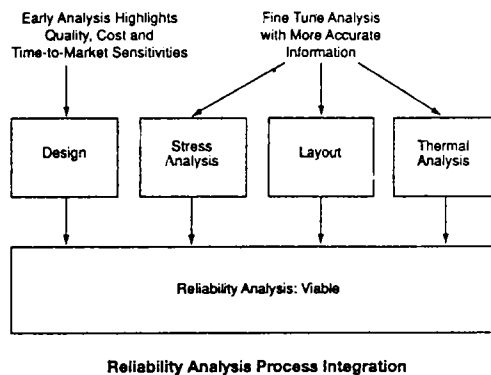 Early Analysis Highlights
Quality, Cost and
Time-to-Market Sensitivities
Fine Tune Analysis
with More Accurate
Information
Design
Stress
Analysis
Layout
Thermal
Analysis
Reliability Analysis: Viable
Reliability Analysis Process Integration